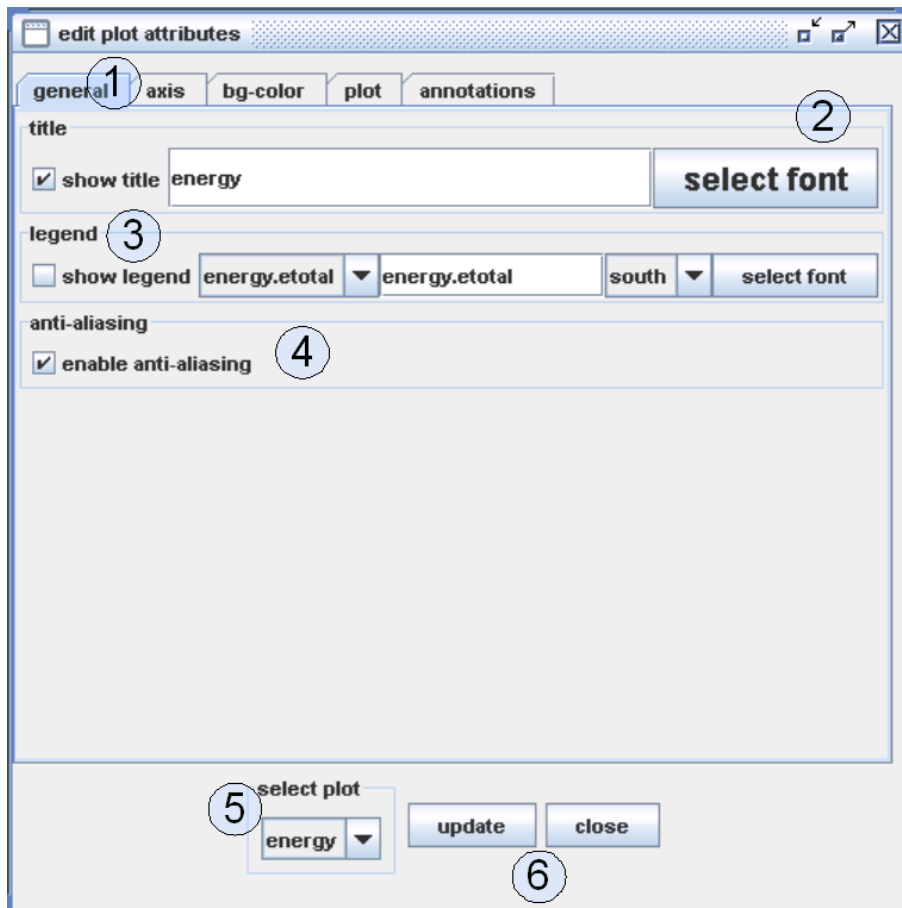 edit plot attributes
general 1 axis bg-color plot annotations
2
title
show title energy select font
legend 3
show legend energy.etotal energy.etotal south select font
anti-aliasing
enable anti-aliasing 4
select plot
5
energy update close
6